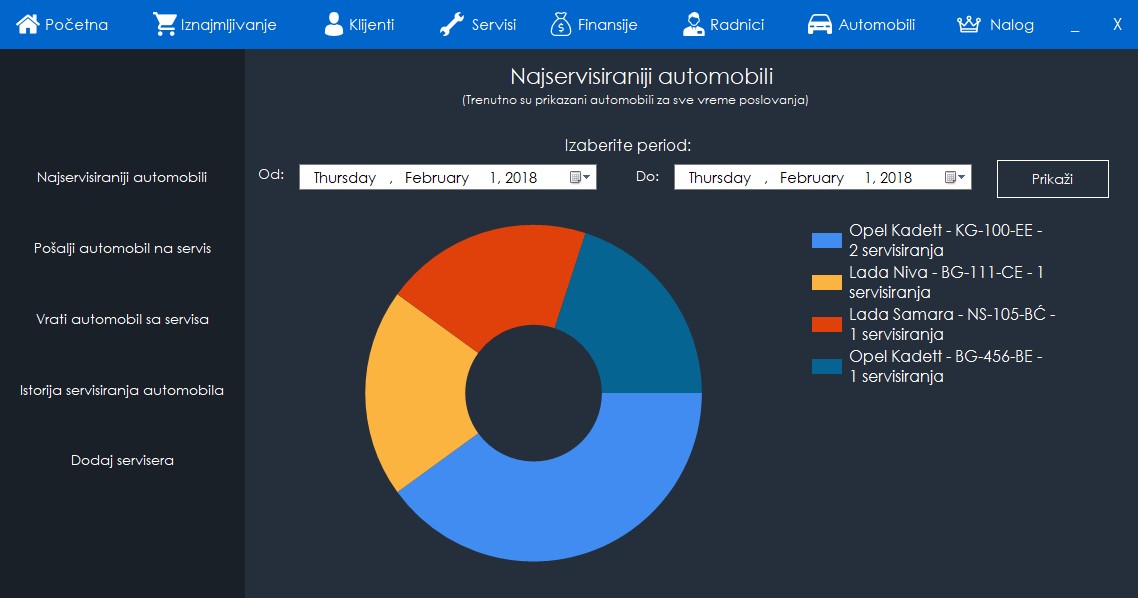 Početna Iznajmljivanje Klijenti Servisi Finansije Radnici Automobili Nalog _ X
Najservisiraniji automobili
(Trenutno su prikazani automobili za sve vreme poslovanja)
Izaberite period:
Od: Thursday , February 1, 2018 Do: Thursday , February 1, 2018 Prikaži
Najservisiraniji automobili
Pošalji automobil na servis
Vrati automobil sa servisa
Istorija servisiranja automobila
Dodaj servisera
Opel Kadett - KG-100-EE -
2 servisiranja
Lada Niva - BG-111-CE - 1
servisiranja
Lada Samara - NS-105-BĆ -
1 servisiranja
Opel Kadett - BG-456-BE -
1 servisiranja